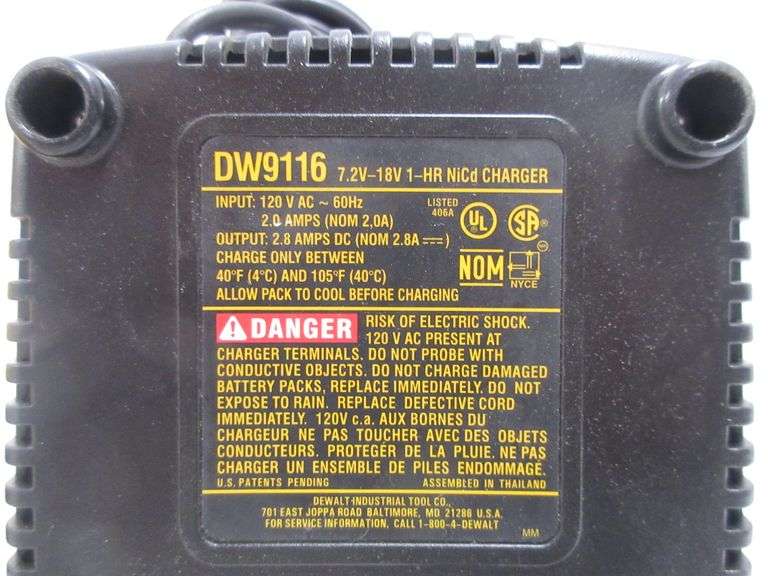 DW9116 7.2V–18V 1–HR NiCd CHARGER
INPUT: 120 V AC ~ 60Hz
2.0 AMPS (NOM 2,0A)
LISTED
406A
UL
SA
OUTPUT: 2.8 AMPS DC (NOM 2.8A ⎓)
CHARGE ONLY BETWEEN
40°F (4°C) AND 105°F (40°C)
NOM
NYCE
ALLOW PACK TO COOL BEFORE CHARGING
DANGER RISK OF ELECTRIC SHOCK.
120 V AC PRESENT AT
CHARGER TERMINALS. DO NOT PROBE WITH
CONDUCTIVE OBJECTS. DO NOT CHARGE DAMAGED
BATTERY PACKS, REPLACE IMMEDIATELY. DO NOT
EXPOSE TO RAIN. REPLACE DEFECTIVE CORD
IMMEDIATELY. 120V c.a. AUX BORNES DU
CHARGEUR NE PAS TOUCHER AVEC DES OBJETS
CONDUCTEURS. PROTEGÉR DE LA PLUIE. NE PAS
CHARGER UN ENSEMBLE DE PILES ENDOMMAGÉ.
U.S. PATENTS PENDING ASSEMBLED IN THAILAND
DEWALT INDUSTRIAL TOOL CO.,
701 EAST JOPPA ROAD BALTIMORE, MD 21286 U.S.A.
FOR SERVICE INFORMATION, CALL 1-800-4-DEWALT
MM